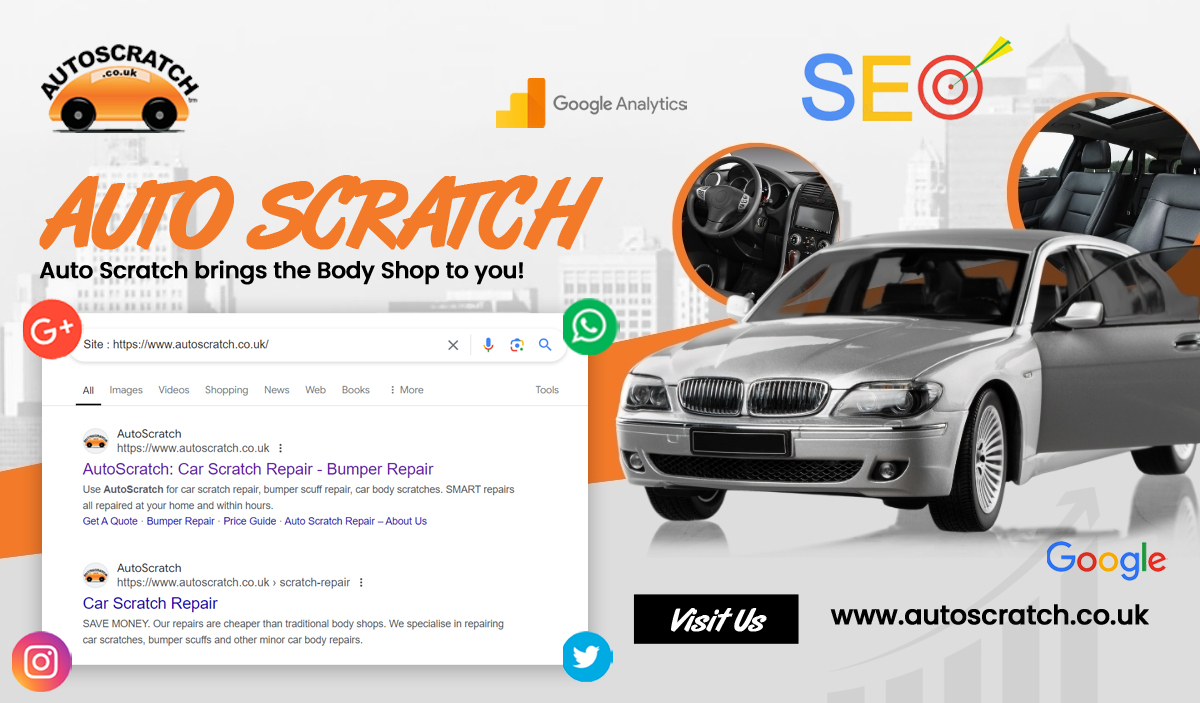 AUTOSCRATCH
.co.uk
tm
Google Analytics
SEO
AUTO SCRATCH
Auto Scratch brings the Body Shop to you!
G+
Site : https://www.autoscratch.co.uk/
All Images Videos Shopping News Web Books More Tools
AutoScratch
https://www.autoscratch.co.uk
AutoScratch: Car Scratch Repair - Bumper Repair
Use AutoScratch for car scratch repair, bumper scuff repair, car body scratches. SMART repairs
all repaired at your home and within hours.
Get A Quote · Bumper Repair · Price Guide · Auto Scratch Repair – About Us
AutoScratch
https://www.autoscratch.co.uk › scratch-repair
Car Scratch Repair
SAVE MONEY. Our repairs are cheaper than traditional body shops. We specialise in repairing
car scratches, bumper scuffs and other minor car body repairs.
Google
Visit Us
www.autoscratch.co.uk